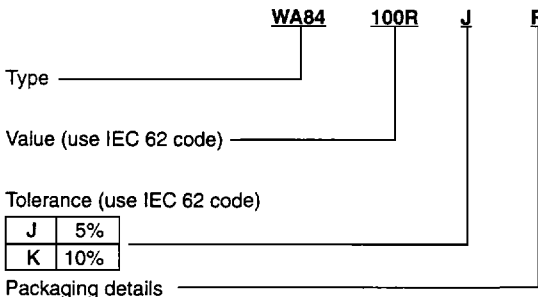 WA84 100R J
Type
Value (use IEC 62 code)
Tolerance (use IEC 62 code)
J 5%
K 10%
Packaging details